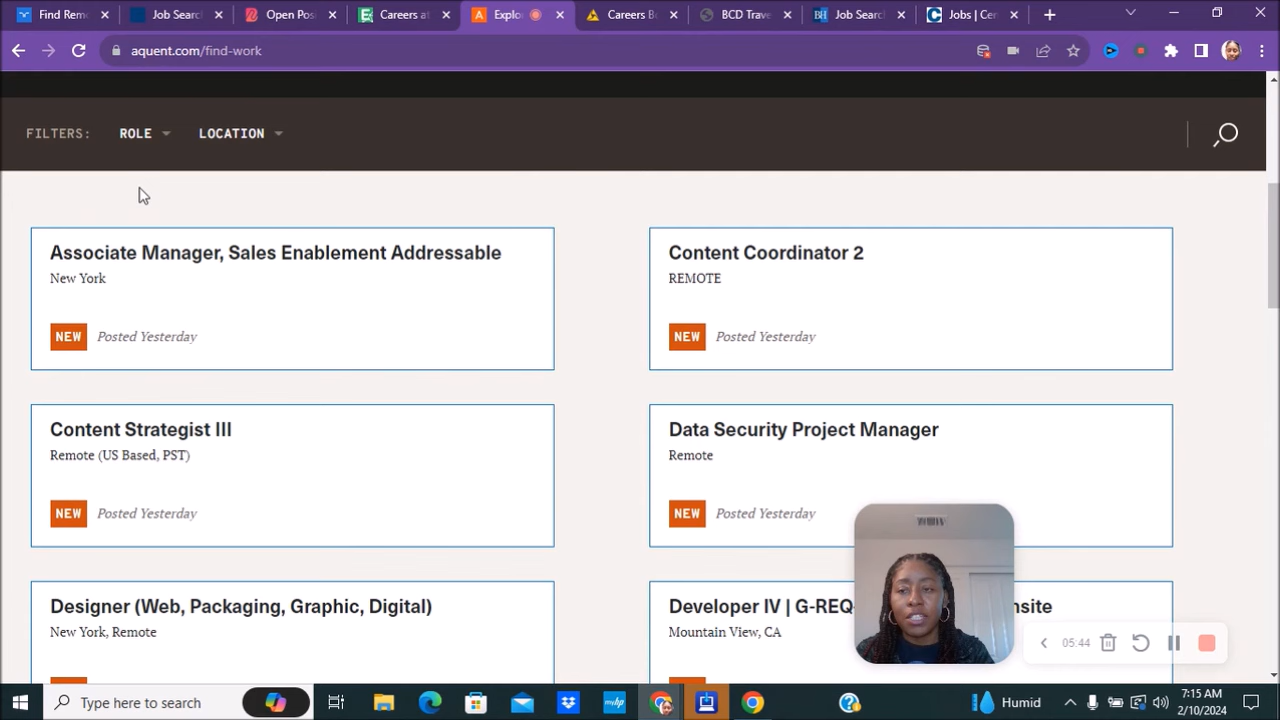 Find Remo
Job Searc
Open Pos
Careers at
Explo
Careers B
BCD Trave
Job Searc
Jobs | Cer
aquent.com/find-work
FILTERS: ROLE LOCATION
Associate Manager, Sales Enablement Addressable
New York
NEW Posted Yesterday
Content Coordinator 2
REMOTE
NEW Posted Yesterday
Content Strategist III
Remote (US Based, PST)
NEW Posted Yesterday
Data Security Project Manager
Remote
NEW Posted Yesterday
Designer (Web, Packaging, Graphic, Digital)
New York, Remote
Developer IV | G-REQ nsite
Mountain View, CA
05:44
Type here to search
myhp
Humid
7:15 AM
2/10/2024